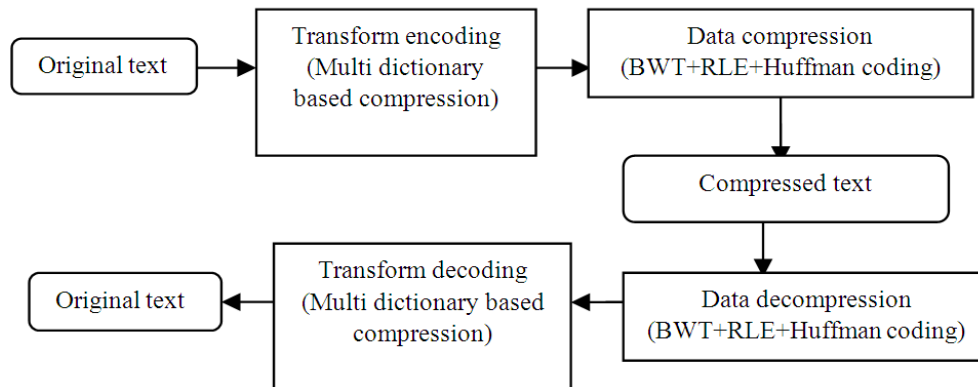 Original text
Transform encoding
(Multi dictionary
based compression)
Data compression
(BWT+RLE+Huffman coding)
Compressed text
Data decompression
(BWT+RLE+Huffman coding)
Transform decoding
(Multi dictionary based
compression)
Original text